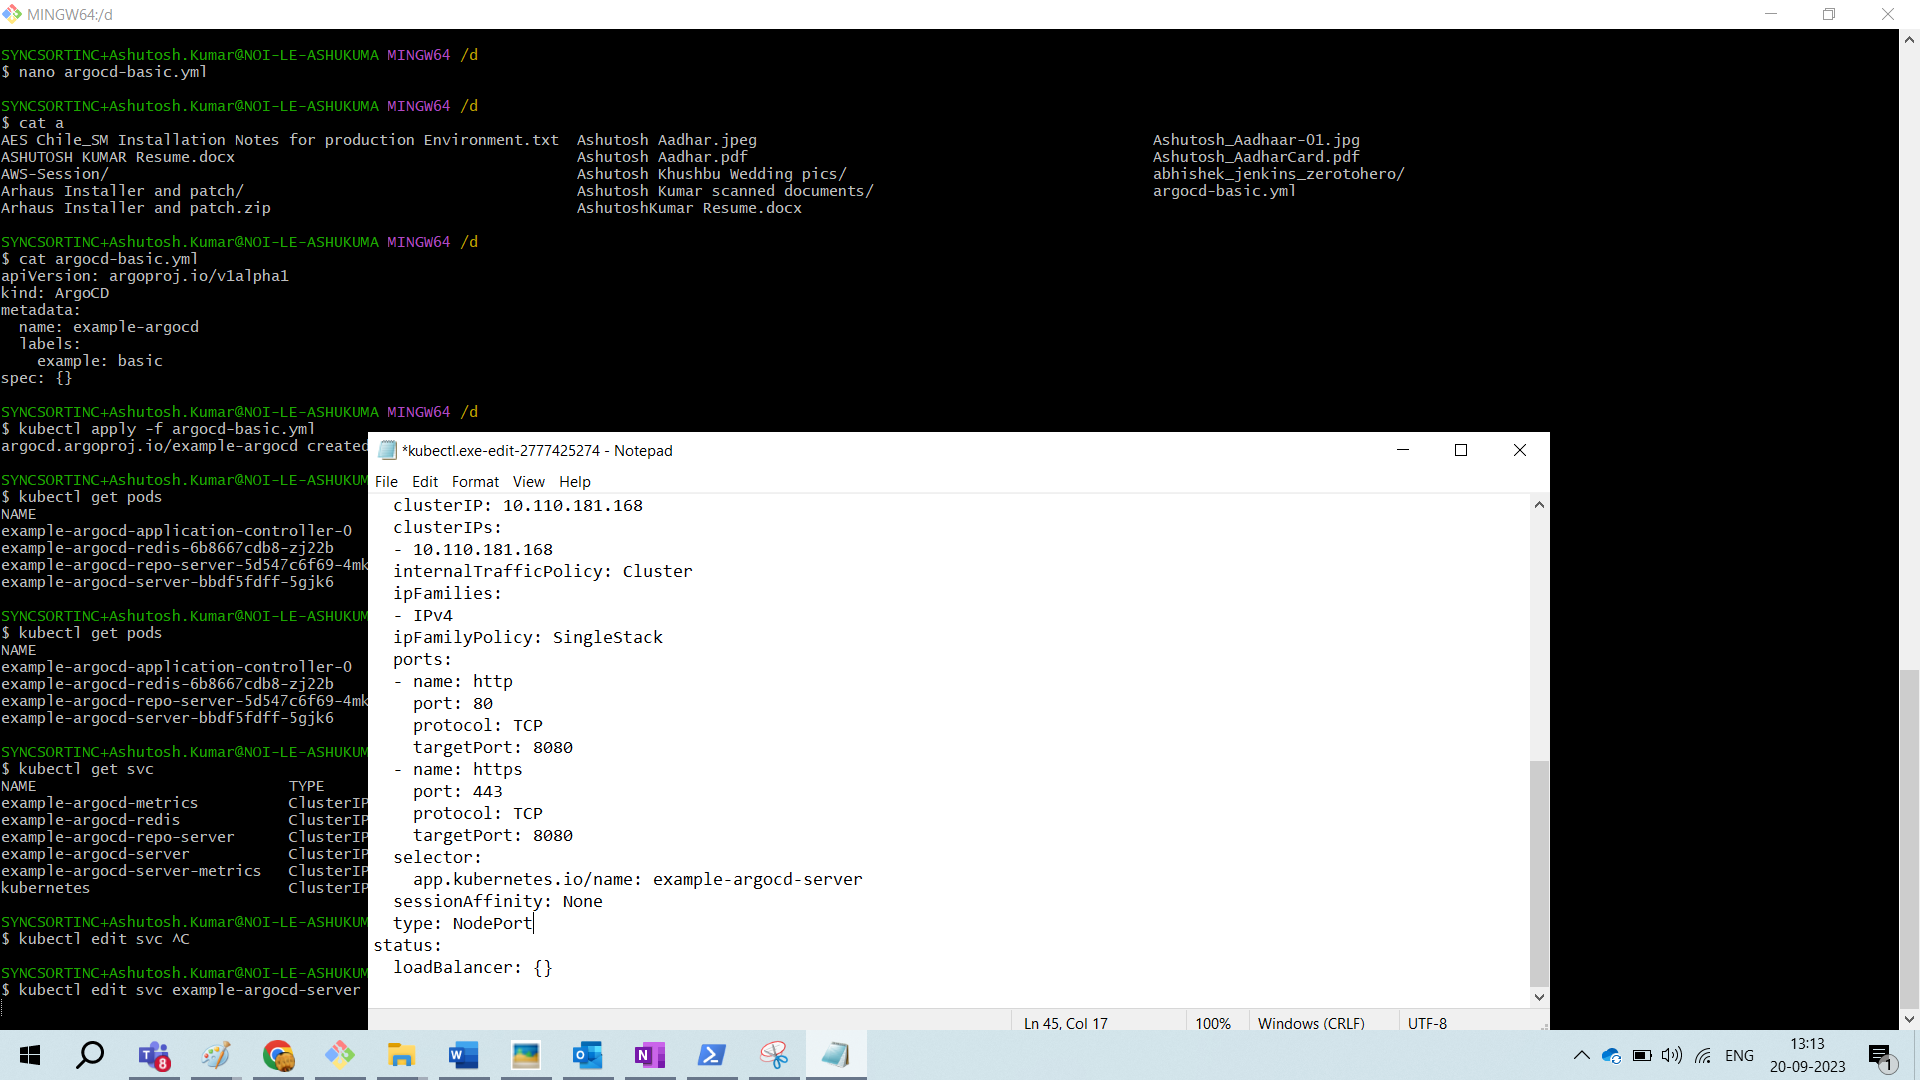 MINGW64:/d
SYNCSORTINC+Ashutosh.Kumar@NOI-LE-ASHUKUMA MINGW64 /d
$ nano argocd-basic.yml
SYNCSORTINC+Ashutosh.Kumar@NOI-LE-ASHUKUMA MINGW64 /d
$ cat a
AES Chile_SM Installation Notes for production Environment.txt Ashutosh Aadhar.jpeg Ashutosh_Aadhaar-01.jpg
ASHUTOSH KUMAR Resume.docx Ashutosh Aadhar.pdf Ashutosh_AadharCard.pdf
AWS-Session/ Ashutosh Khushbu Wedding pics/ abhishek_jenkins_zerotohero/
Arhaus Installer and patch/ Ashutosh Kumar scanned documents/ argocd-basic.yml
Arhaus Installer and patch.zip AshutoshKumar Resume.docx
SYNCSORTINC+Ashutosh.Kumar@NOI-LE-ASHUKUMA MINGW64 /d
$ cat argocd-basic.yml
apiVersion: argoproj.io/v1alpha1
kind: ArgoCD
metadata:
  name: example-argocd
  labels:
    example: basic
spec: {}
SYNCSORTINC+Ashutosh.Kumar@NOI-LE-ASHUKUMA MINGW64 /d
$ kubectl apply -f argocd-basic.yml
argocd.argoproj.io/example-argocd created
SYNCSORTINC+Ashutosh.Kumar@NOI-LE-ASHUKUM
$ kubectl get pods
NAME
example-argocd-application-controller-0
example-argocd-redis-6b8667cdb8-zj22b
example-argocd-repo-server-5d547c6f69-4mk
example-argocd-server-bbdf5fdff-5gjk6
SYNCSORTINC+Ashutosh.Kumar@NOI-LE-ASHUKUM
$ kubectl get pods
NAME
example-argocd-application-controller-0
example-argocd-redis-6b8667cdb8-zj22b
example-argocd-repo-server-5d547c6f69-4mk
example-argocd-server-bbdf5fdff-5gjk6
SYNCSORTINC+Ashutosh.Kumar@NOI-LE-ASHUKUM
$ kubectl get svc
NAME TYPE
example-argocd-metrics ClusterIP
example-argocd-redis ClusterIP
example-argocd-repo-server ClusterIP
example-argocd-server ClusterIP
example-argocd-server-metrics ClusterIP
kubernetes ClusterIP
SYNCSORTINC+Ashutosh.Kumar@NOI-LE-ASHUKUM
$ kubectl edit svc ^C
SYNCSORTINC+Ashutosh.Kumar@NOI-LE-ASHUKUM
$ kubectl edit svc example-argocd-server
*kubectl.exe-edit-2777425274 - Notepad
File Edit Format View Help
  clusterIP: 10.110.181.168
  clusterIPs:
  - 10.110.181.168
  internalTrafficPolicy: Cluster
  ipFamilies:
  - IPv4
  ipFamilyPolicy: SingleStack
  ports:
  - name: http
    port: 80
    protocol: TCP
    targetPort: 8080
  - name: https
    port: 443
    protocol: TCP
    targetPort: 8080
  selector:
    app.kubernetes.io/name: example-argocd-server
  sessionAffinity: None
  type: NodePort
status:
  loadBalancer: {}
Ln 45, Col 17 100% Windows (CRLF) UTF-8
8
ENG
13:13
20-09-2023
1